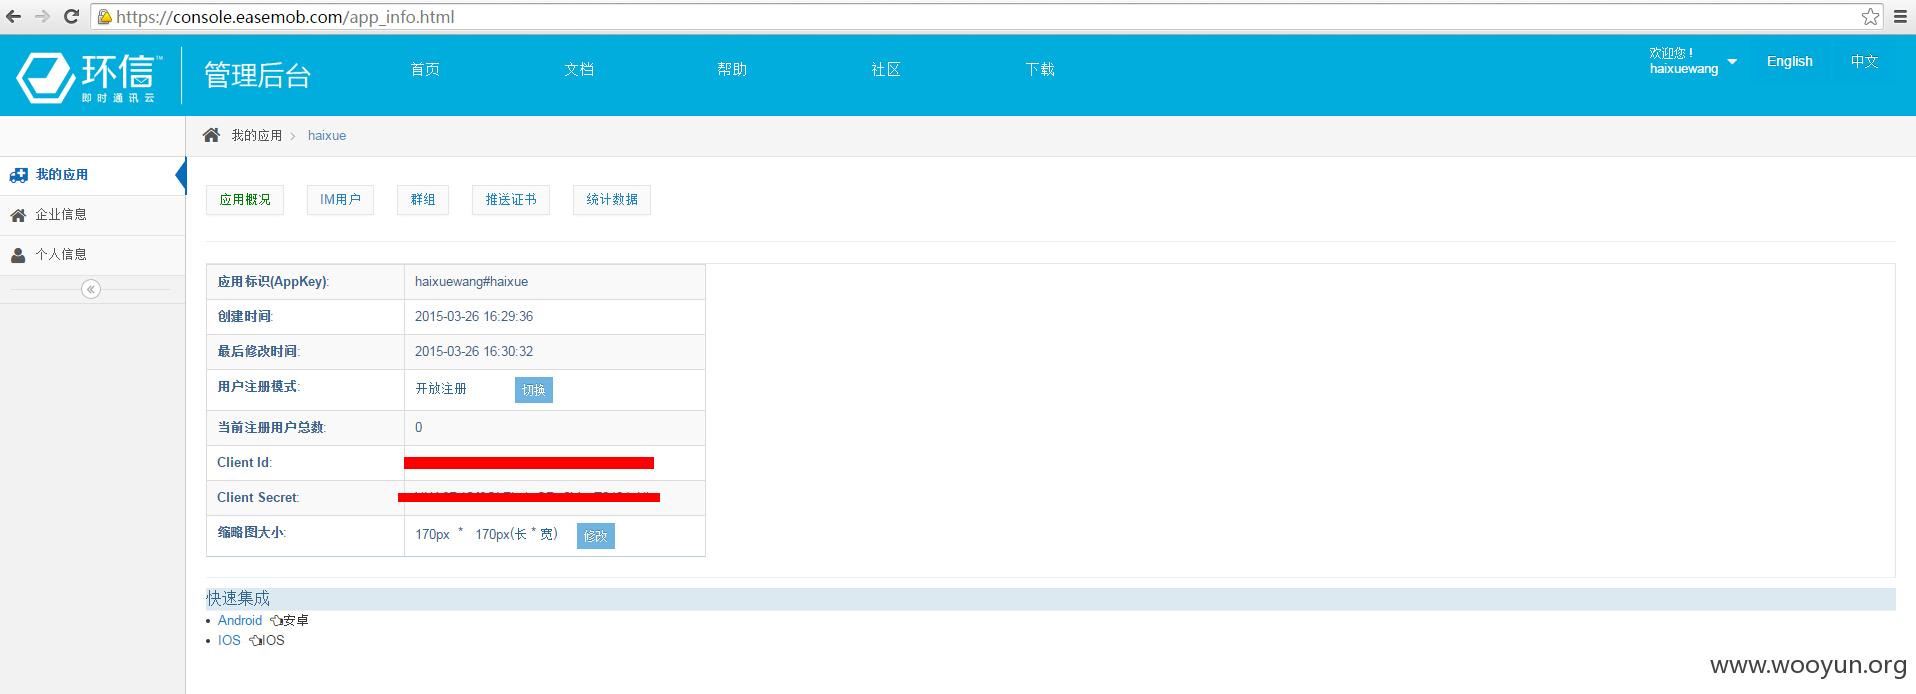 https://console.easemob.com/app_info.html
环信™
即时通讯云
管理后台
首页
文档
帮助
社区
下载
欢迎您！
haixuewang
English
中文
我的应用
企业信息
个人信息
我的应用 > haixue
应用概况
IM用户
群组
推送证书
统计数据
应用标识(AppKey): haixuewang#haixue
创建时间: 2015-03-26 16:29:36
最后修改时间: 2015-03-26 16:30:32
用户注册模式: 开放注册 切换
当前注册用户总数: 0
Client Id:
Client Secret:
缩略图大小: 170px * 170px(长 * 宽) 修改
快速集成
• Android 安卓
• IOS IOS
www.wooyun.org